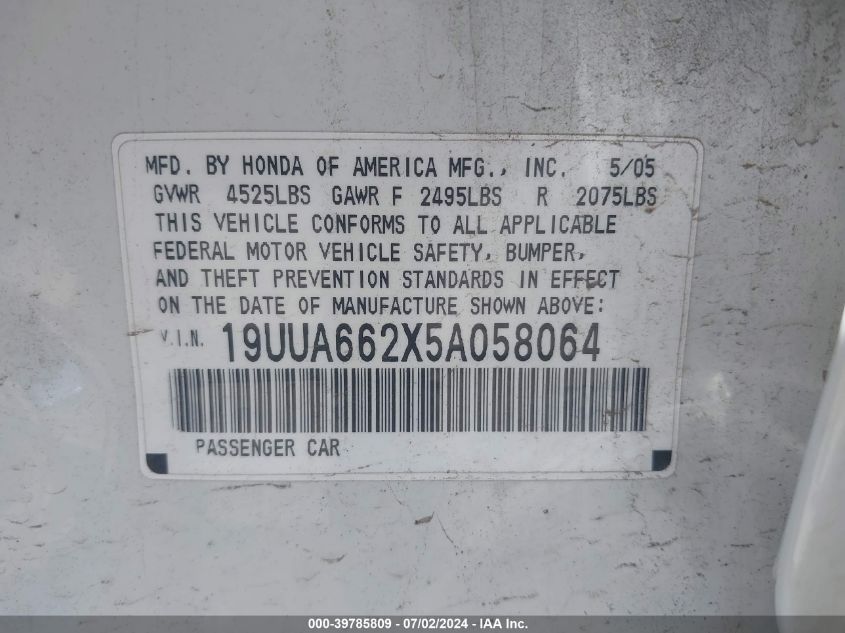 MFD. BY HONDA OF AMERICA MFG., INC. 5/05
GVWR 4525LBS GAWR F 2495LBS R 2075LBS
THIS VEHICLE CONFORMS TO ALL APPLICABLE
FEDERAL MOTOR VEHICLE SAFETY, BUMPER,
AND THEFT PREVENTION STANDARDS IN EFFECT
ON THE DATE OF MANUFACTURE SHOWN ABOVE:
V.I.N. 19UUA662X5A058064
PASSENGER CAR
000-39785809 - 07/02/2024 - IAA Inc.